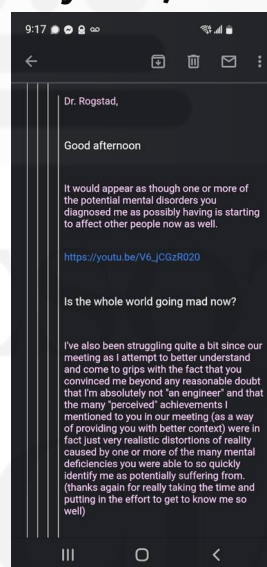 9:17
Dr. Rogstad,
Good afternoon
It would appear as though one or more of
the potential mental disorders you
diagnosed me as possibly having is starting
to affect other people now as well.
https://youtu.be/V6_jCGzR020
Is the whole world going mad now?
I've also been struggling quite a bit since our
meeting as I attempt to better understand
and come to grips with the fact that you
convinced me beyond any reasonable doubt
that I'm absolutely not "an engineer" and that
the many "perceived" achievements I
mentioned to you in our meeting (as a way
of providing you with better context) were in
fact just very realistic distortions of reality
caused by one or more of the many mental
deficiencies you were able to so quickly
identify me as potentially suffering from.
(thanks again for really taking the time and
putting in the effort to get to know me so
well)